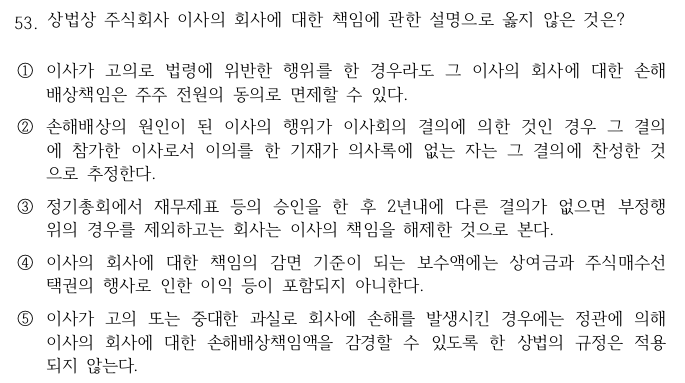 53. 상법상 주식회사 이사의 회사에 대한 책임에 관한 설명으로 옳지 않은 것은?
① 이사가 고의로 법령에 위반한 행위를 한 경우라도 그 이사의 회사에 대한 손해
배상책임은 주주 전원의 동의로 면제할 수 있다.
② 손해배상의 원인이 된 이사의 행위가 이사회의 결의에 의한 것인 경우 그 결의
에 참가한 이사로서 이의를 한 기재가 의사록에 없는 자는 그 결의에 찬성한 것
으로 추정한다.
③ 정기총회에서 재무제표 등의 승인을 한 후 2년내에 다른 결의가 없으면 부정행
위의 경우를 제외하고는 회사는 이사의 책임을 해제한 것으로 본다.
④ 이사의 회사에 대한 책임의 감면 기준이 되는 보수액에는 상여금과 주식매수선
택권의 행사로 인한 이익 등이 포함되지 아니한다.
⑤ 이사가 고의 또는 중대한 과실로 회사에 손해를 발생시킨 경우에는 정관에 의해
이사의 회사에 대한 손해배상책임액을 감경할 수 있도록 한 상법의 규정은 적용
되지 않는다.